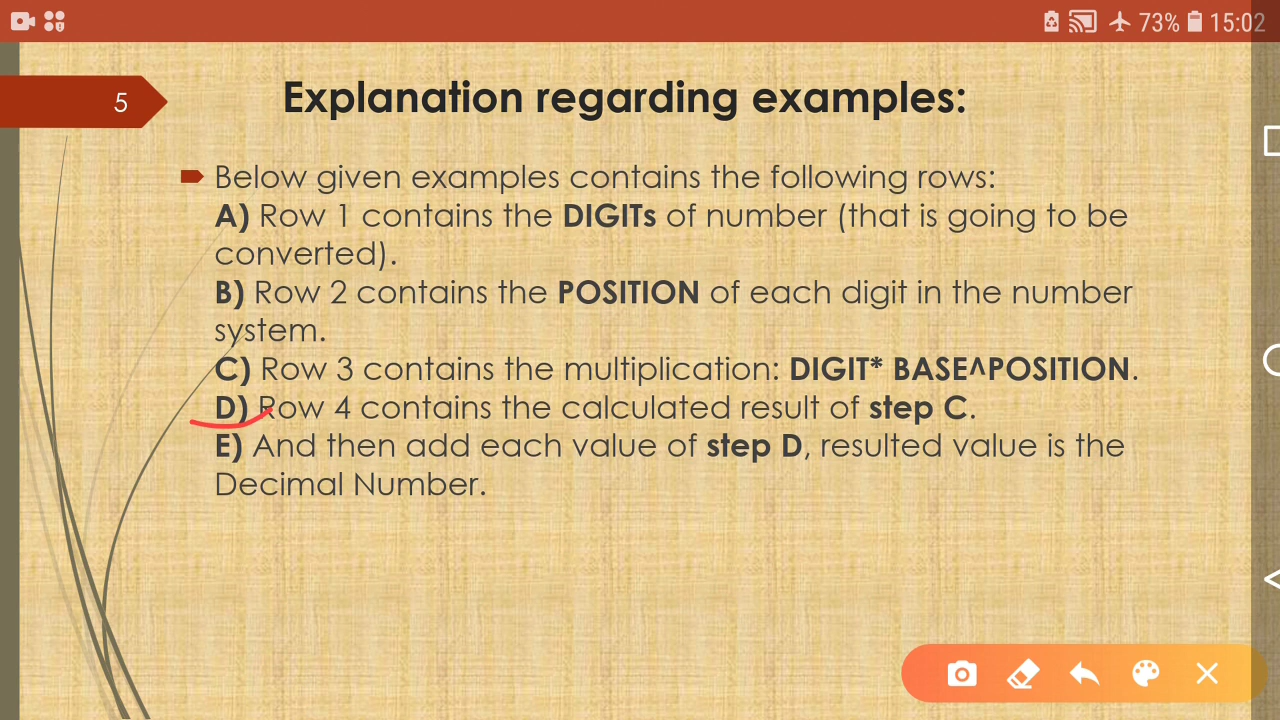 73% 15:02
5
Explanation regarding examples:
Below given examples contains the following rows:
A) Row 1 contains the DIGITs of number (that is going to be
converted).
B) Row 2 contains the POSITION of each digit in the number
system.
C) Row 3 contains the multiplication: DIGIT* BASE^POSITION.
D) Row 4 contains the calculated result of step C.
E) And then add each value of step D, resulted value is the
Decimal Number.